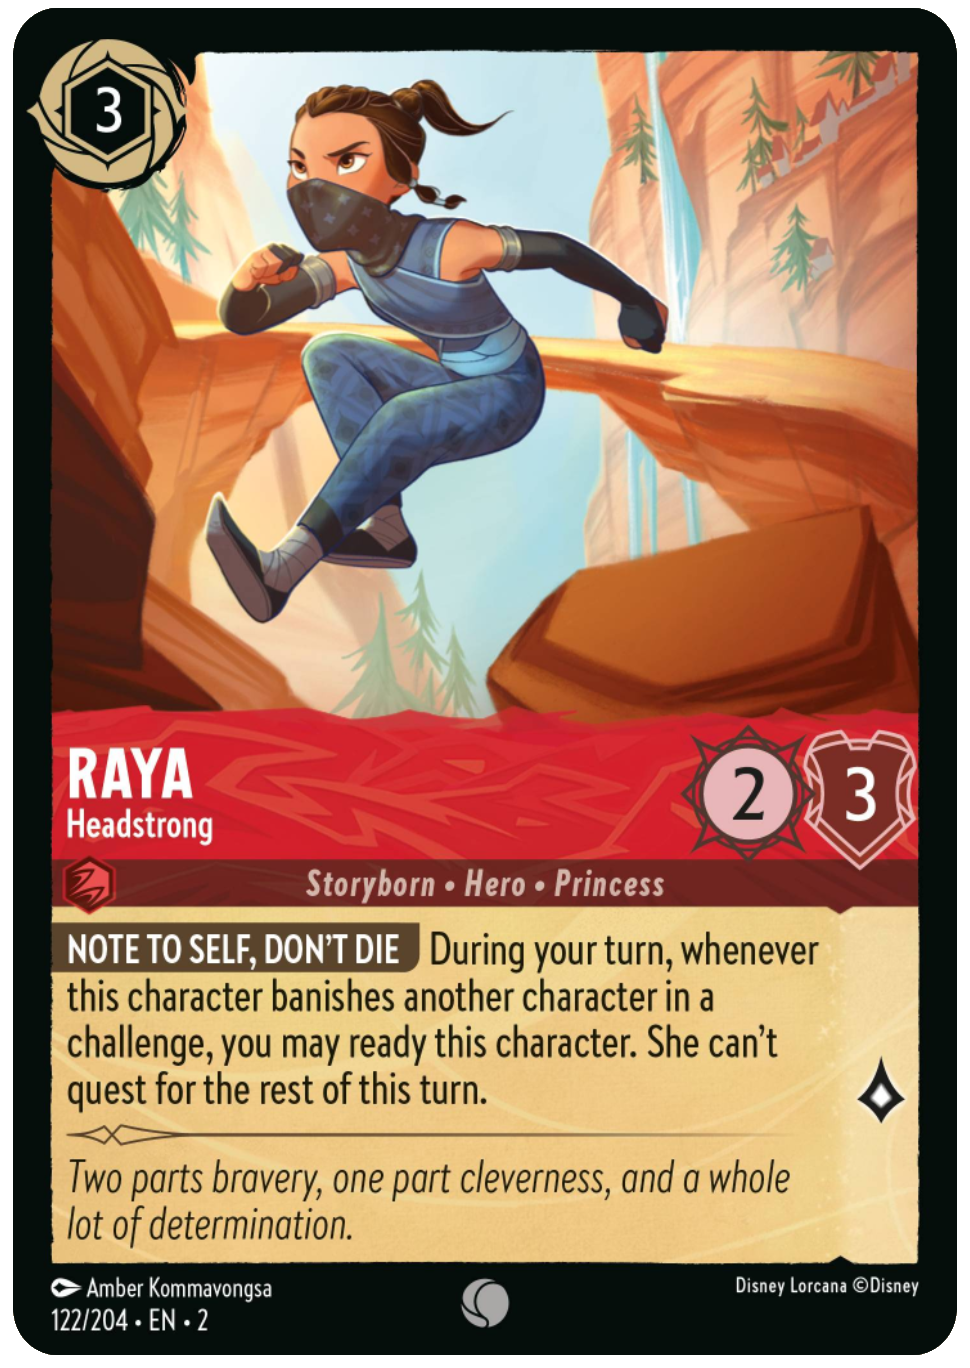 3
RAYA
Headstrong
2
3
Storyborn • Hero • Princess
NOTE TO SELF, DON'T DIE During your turn, whenever
this character banishes another character in a
challenge, you may ready this character. She can't
quest for the rest of this turn.
Two parts bravery, one part cleverness, and a whole
lot of determination.
Amber Kommavongsa
122/204 • EN • 2
Disney Lorcana ©Disney